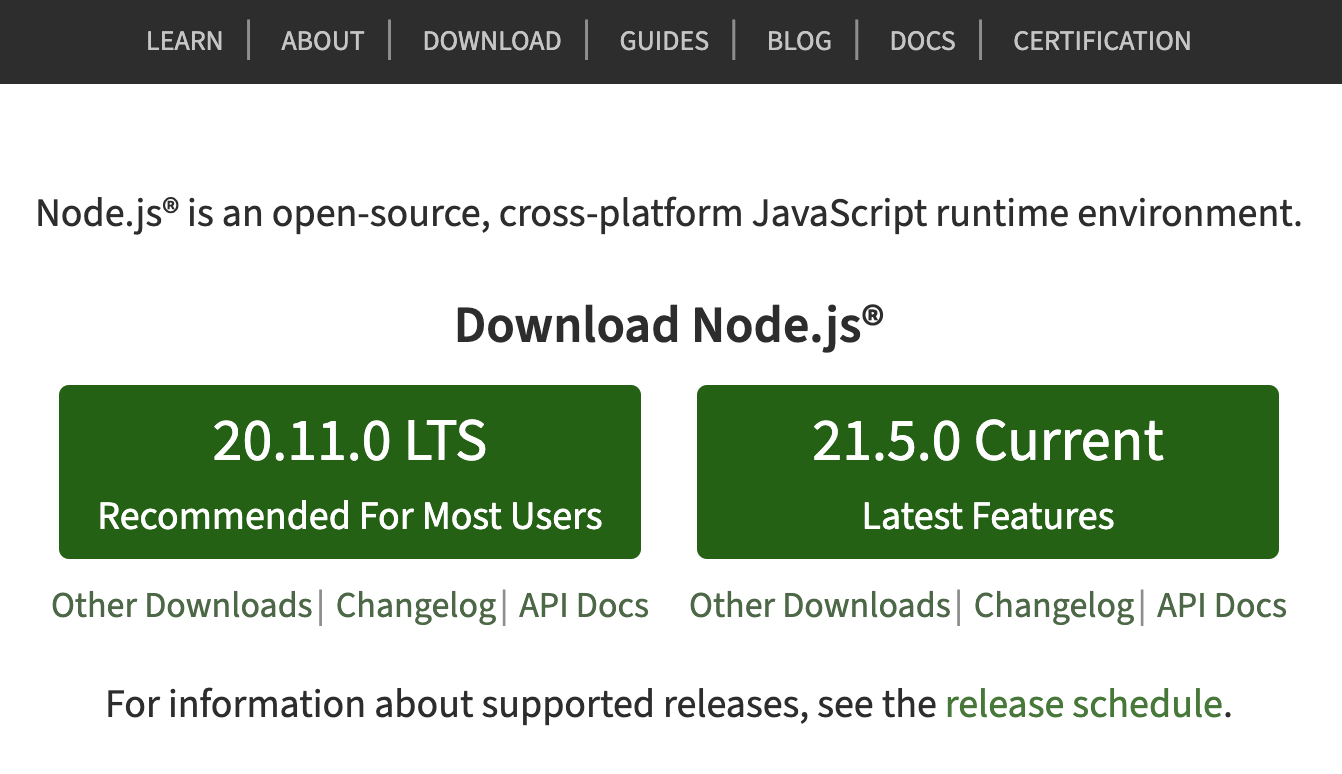 LEARN | ABOUT | DOWNLOAD | GUIDES | BLOG | DOCS | CERTIFICATION
Node.js® is an open-source, cross-platform JavaScript runtime environment.
Download Node.js®
20.11.0 LTS
Recommended For Most Users
21.5.0 Current
Latest Features
Other Downloads | Changelog | API Docs
Other Downloads | Changelog | API Docs
For information about supported releases, see the release schedule.